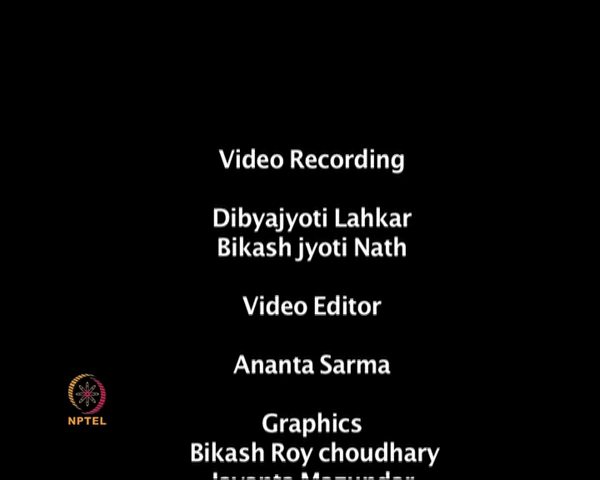 Video Recording
Dibyajyoti Lahkar
Bikash jyoti Nath
Video Editor
Ananta Sarma
NPTEL
Graphics
Bikash Roy choudhary